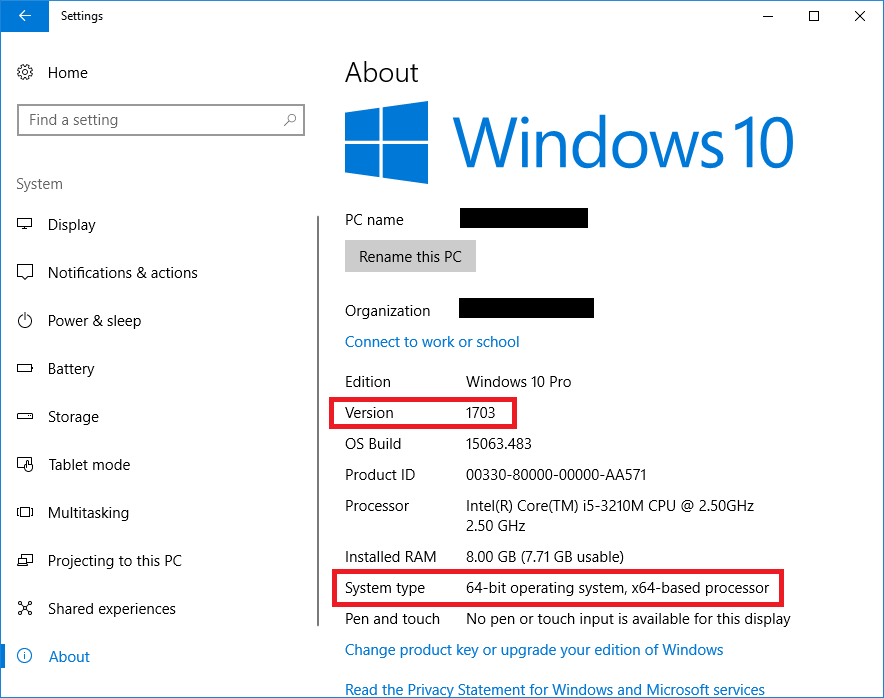 Settings
Home
Find a setting
System
Display
Notifications & actions
Power & sleep
Battery
Storage
Tablet mode
Multitasking
Projecting to this PC
Shared experiences
About
About
Windows 10
PC name
Rename this PC
Organization
Connect to work or school
Edition Windows 10 Pro
Version 1703
OS Build 15063.483
Product ID 00330-80000-00000-AA571
Processor Intel(R) Core(TM) i5-3210M CPU @ 2.50GHz
2.50 GHz
Installed RAM 8.00 GB (7.71 GB usable)
System type 64-bit operating system, x64-based processor
Pen and touch No pen or touch input is available for this display
Change product key or upgrade your edition of Windows
Read the Privacy Statement for Windows and Microsoft services